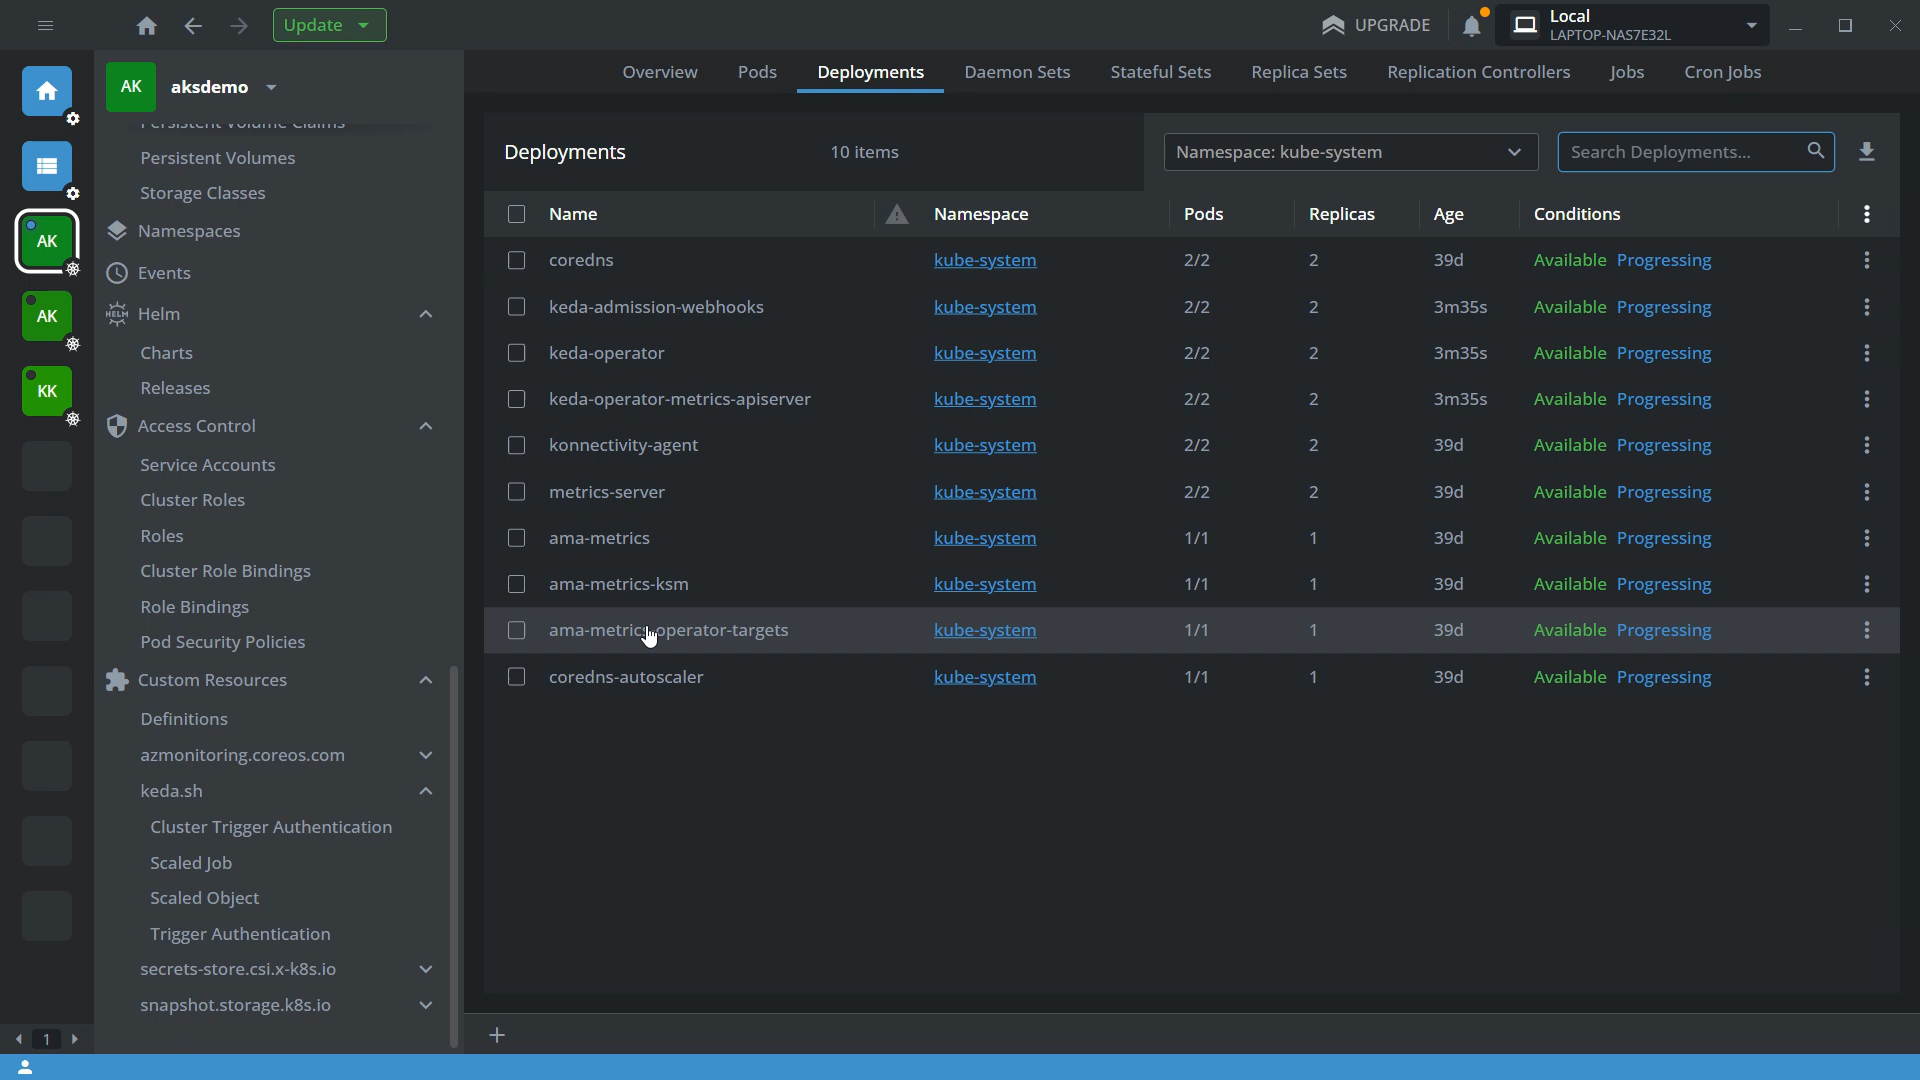 Update
UPGRADE
Local
LAPTOP-NAS7E32L
AK
aksdemo
Persistent Volume Claims
Persistent Volumes
Storage Classes
Namespaces
Events
HELM
Helm
Charts
Releases
Access Control
Service Accounts
Cluster Roles
Roles
Cluster Role Bindings
Role Bindings
Pod Security Policies
Custom Resources
Definitions
azmonitoring.coreos.com
keda.sh
Cluster Trigger Authentication
Scaled Job
Scaled Object
Trigger Authentication
secrets-store.csi.x-k8s.io
snapshot.storage.k8s.io
AK
AK
KK
1
Overview Pods Deployments Daemon Sets Stateful Sets Replica Sets Replication Controllers Jobs Cron Jobs
Deployments 10 items Namespace: kube-system Search Deployments...
Name Namespace Pods Replicas Age Conditions
coredns kube-system 2/2 2 39d Available Progressing
keda-admission-webhooks kube-system 2/2 2 3m35s Available Progressing
keda-operator kube-system 2/2 2 3m35s Available Progressing
keda-operator-metrics-apiserver kube-system 2/2 2 3m35s Available Progressing
konnectivity-agent kube-system 2/2 2 39d Available Progressing
metrics-server kube-system 2/2 2 39d Available Progressing
ama-metrics kube-system 1/1 1 39d Available Progressing
ama-metrics-ksm kube-system 1/1 1 39d Available Progressing
ama-metrics-operator-targets kube-system 1/1 1 39d Available Progressing
coredns-autoscaler kube-system 1/1 1 39d Available Progressing